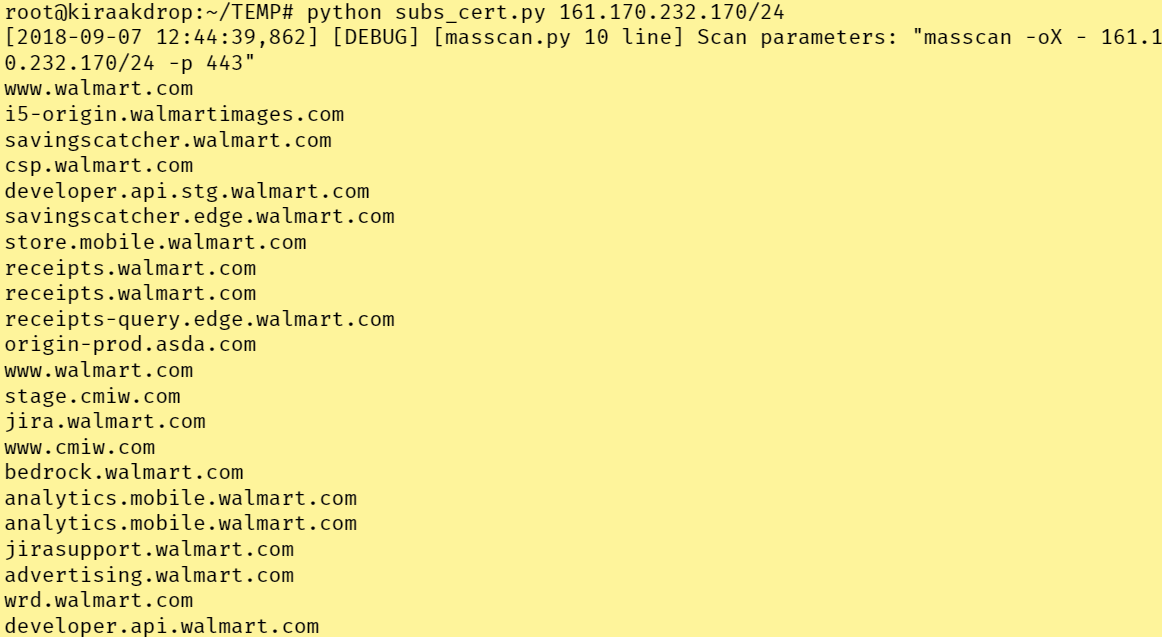 root@kiraakdrop:~/TEMP# python subs_cert.py 161.170.232.170/24
[2018-09-07 12:44:39,862] [DEBUG] [masscan.py 10 line] Scan parameters: "masscan -oX - 161.1
0.232.170/24 -p 443"
www.walmart.com
i5-origin.walmartimages.com
savingscatcher.walmart.com
csp.walmart.com
developer.api.stg.walmart.com
savingscatcher.edge.walmart.com
store.mobile.walmart.com
receipts.walmart.com
receipts.walmart.com
receipts-query.edge.walmart.com
origin-prod.asda.com
www.walmart.com
stage.cmiw.com
jira.walmart.com
www.cmiw.com
bedrock.walmart.com
analytics.mobile.walmart.com
analytics.mobile.walmart.com
jirasupport.walmart.com
advertising.walmart.com
wrd.walmart.com
developer.api.walmart.com